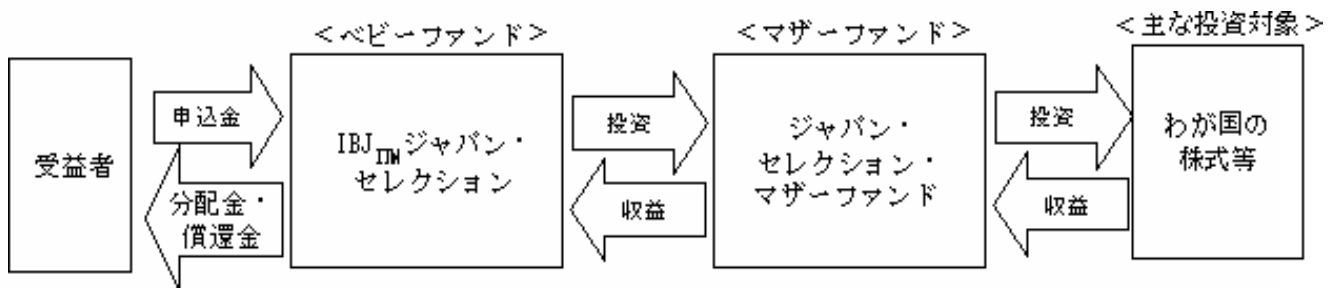 ＜ベビーファンド＞
＜マザーファンド＞
＜主な投資対象＞
受益者
申込金
分配金・
償還金
IBJITMジャパン・
セレクション
投資
収益
ジャパン・
セレクション・
マザーファンド
投資
収益
わが国の
株式等